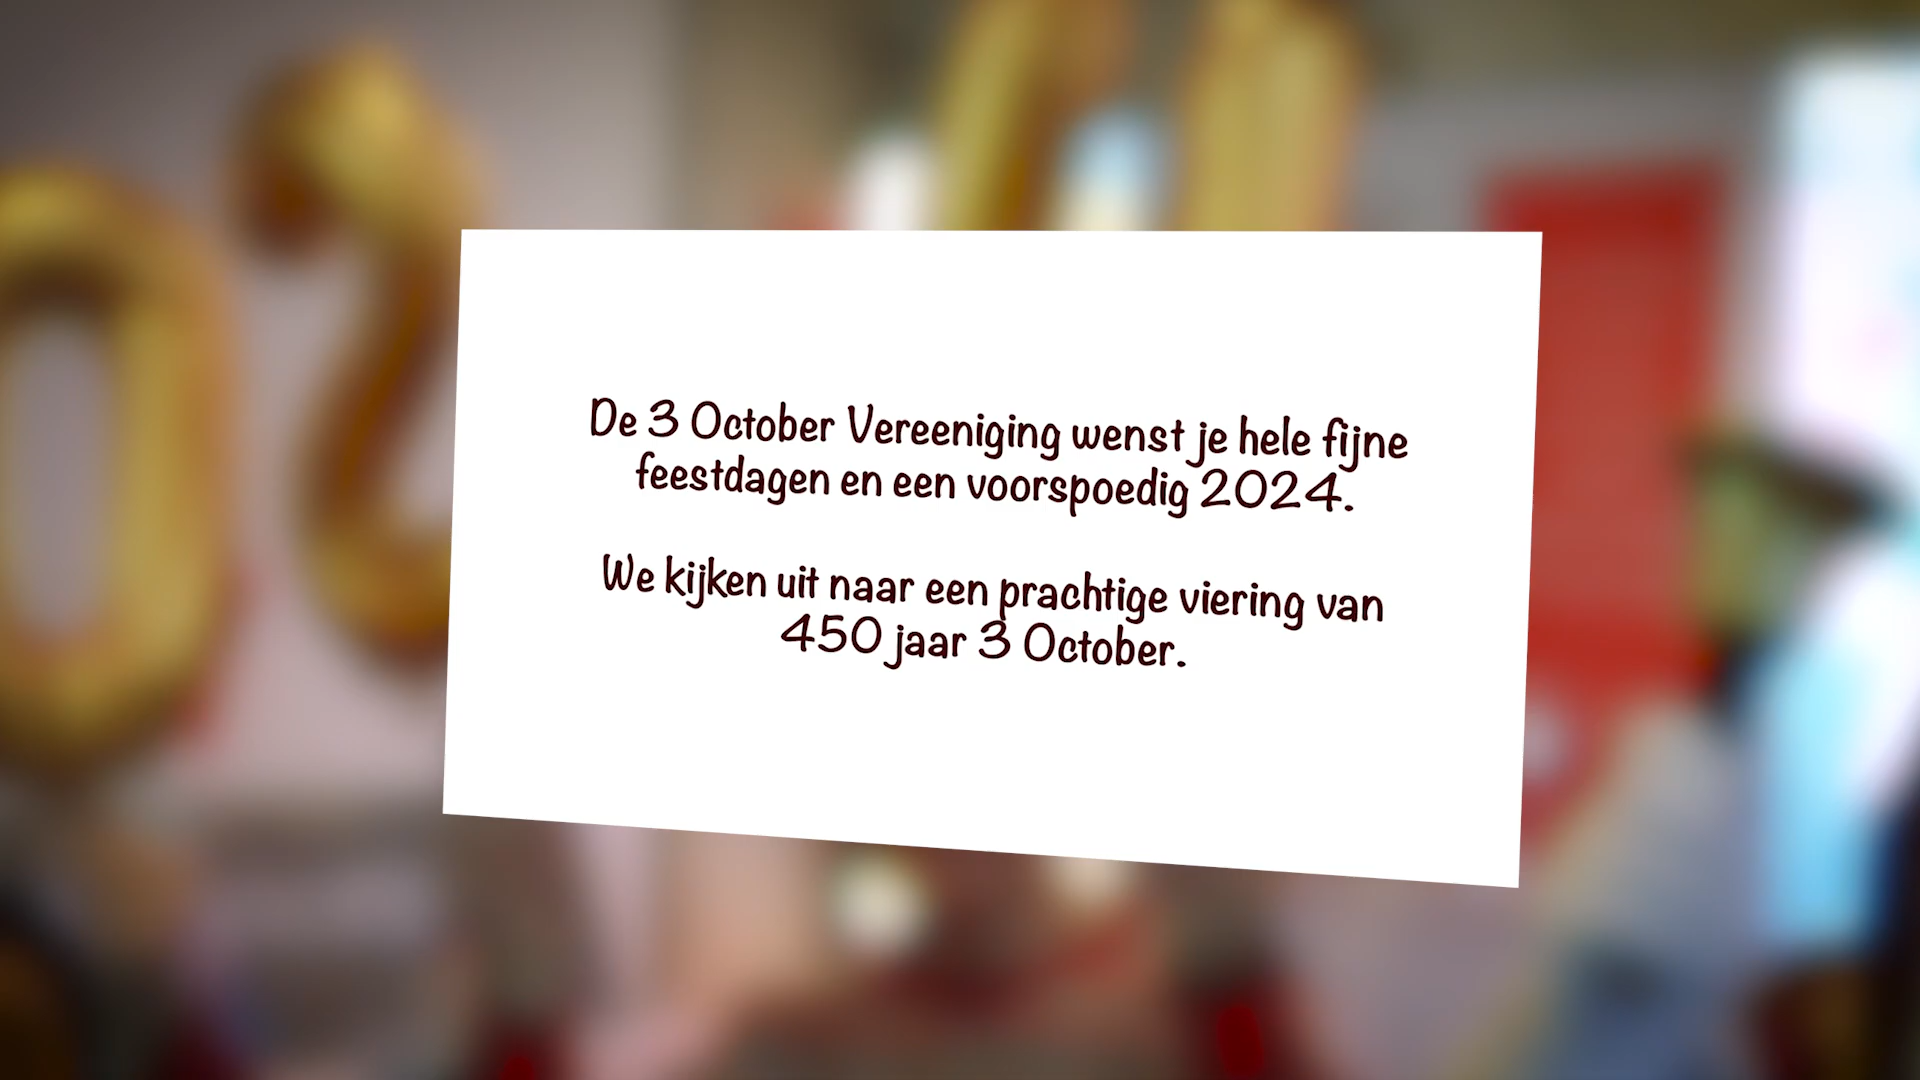 De 3 October Vereeniging wenst je hele fijne
feestdagen en een voorspoedig 2024.
We kijken uit naar een prachtige viering van
450 jaar 3 October.